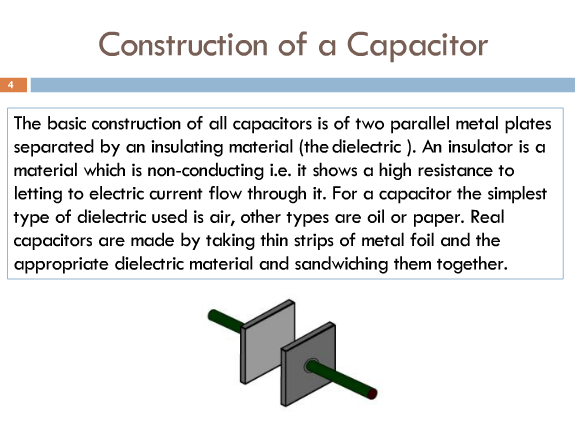 Construction of a Capacitor
4
The basic construction of all capacitors is of two parallel metal plates
separated by an insulating material (the dielectric ). An insulator is a
material which is non-conducting i.e. it shows a high resistance to
letting to electric current flow through it. For a capacitor the simplest
type of dielectric used is air, other types are oil or paper. Real
capacitors are made by taking thin strips of metal foil and the
appropriate dielectric material and sandwiching them together.